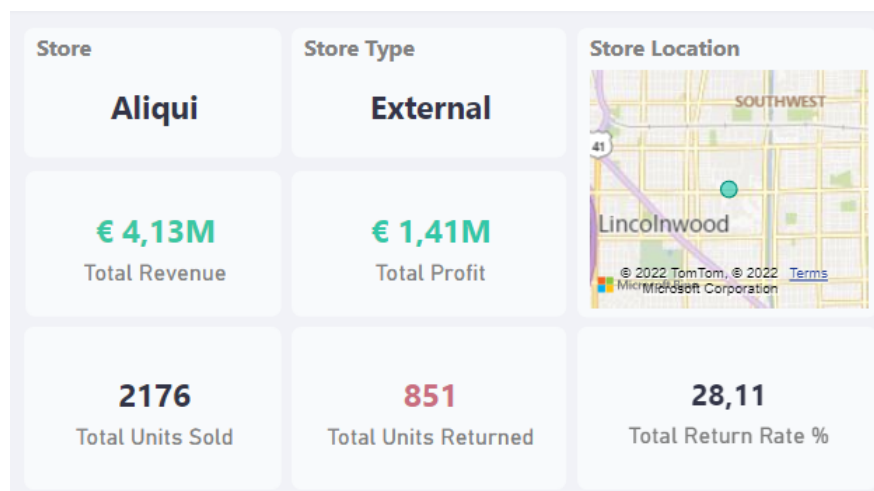 Store
Aliqui
Store Type
External
Store Location
SOUTHWEST
41
Lincolnwood
© 2022 TomTom, © 2022 Terms
Microsoft Corporation
€ 4,13M
Total Revenue
€ 1,41M
Total Profit
2176
Total Units Sold
851
Total Units Returned
28,11
Total Return Rate %